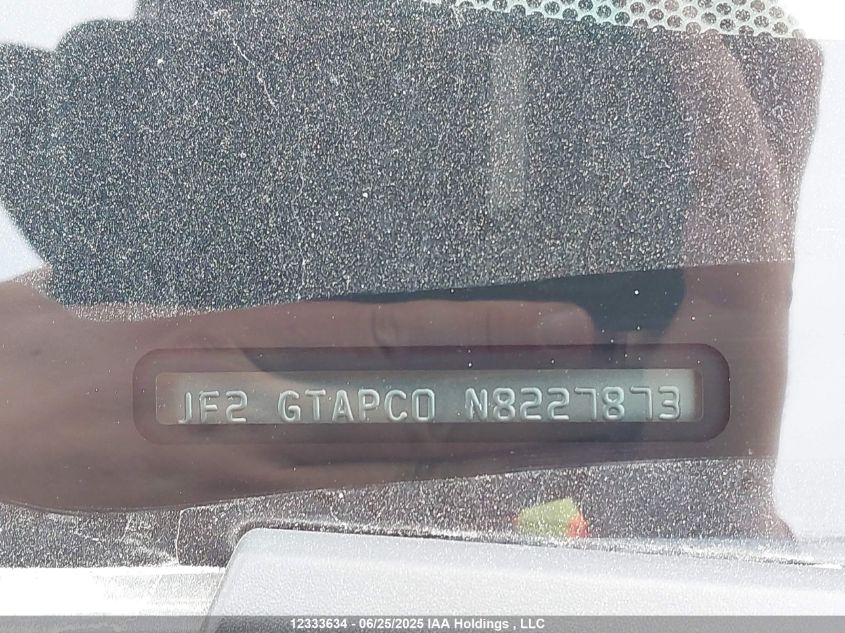 JF2 GTAPC0 N8227873
12333634 - 06/25/2025 IAA Holdings , LLC